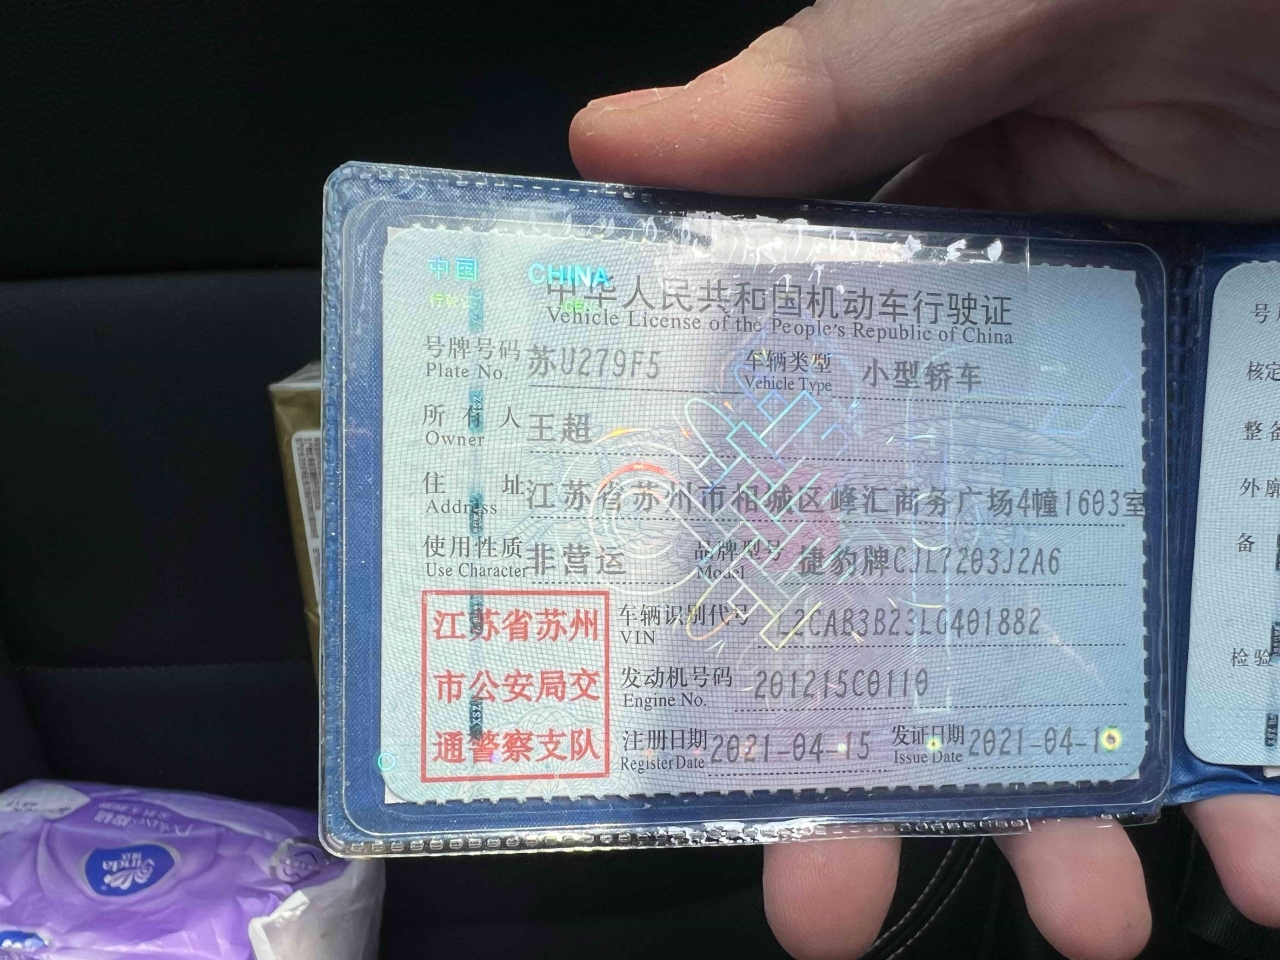 中国 CHINA
中华人民共和国机动车行驶证
Vehicle License of the People's Republic of China
号牌号码 苏U279F5 车辆类型 小型轿车
Plate No. Vehicle Type
所有人 王超
Owner
住址 江苏省苏州市相城区峰汇商务广场4幢1603室
Address
使用性质 非营运 品牌型号 捷豹牌CJL7203J2A6
Use Character Model
江苏省苏州
市公安局交
通警察支队
车辆识别代号 L2CAB3B23LG401882
VIN
发动机号码 201215C0110
Engine No.
注册日期 2021-04-15 发证日期 2021-04-1
Register Date Issue Date
号
核定
整备
外廓
备
检验
Vinda